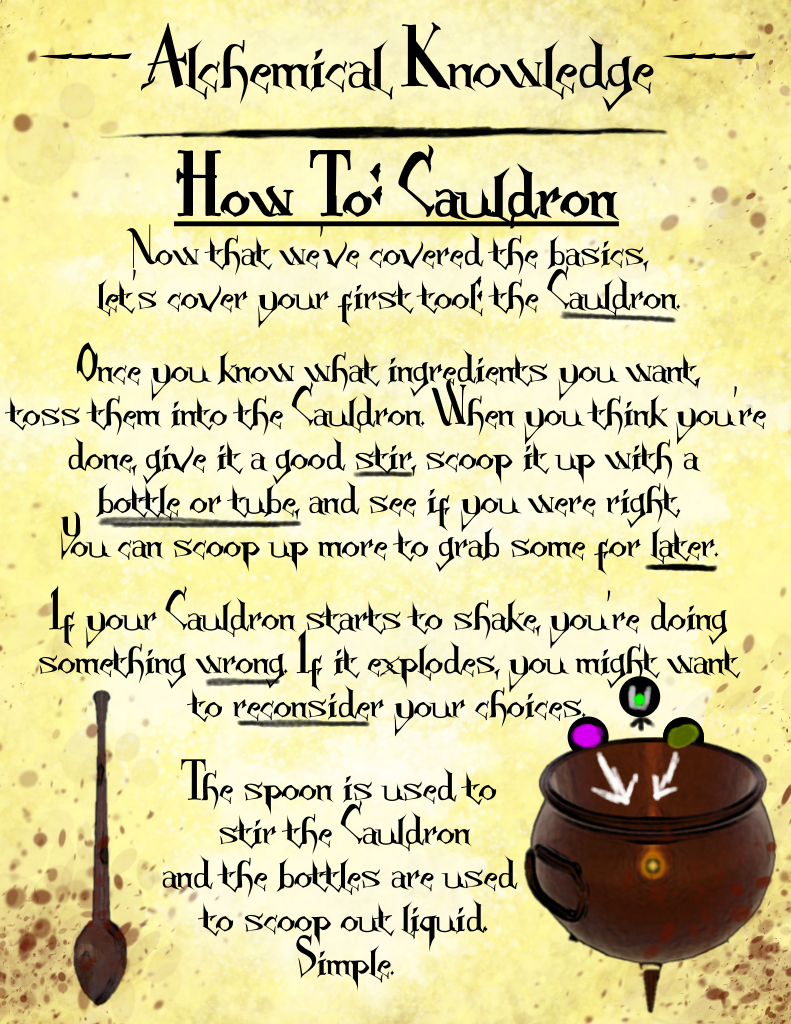 Alchemical Knowledge
How To: Cauldron
Now that we've covered the basics,
let's cover your first tool: the Cauldron.
Once you know what ingredients you want,
toss them into the Cauldron. When you think you're
done, give it a good stir, scoop it up with a
bottle or tube, and see if you were right.
You can scoop up more to grab some for later.
If your Cauldron starts to shake, you're doing
something wrong. If it explodes, you might want
to reconsider your choices.
The spoon is used to
stir the Cauldron
and the bottles are used
to scoop out liquid.
Simple.